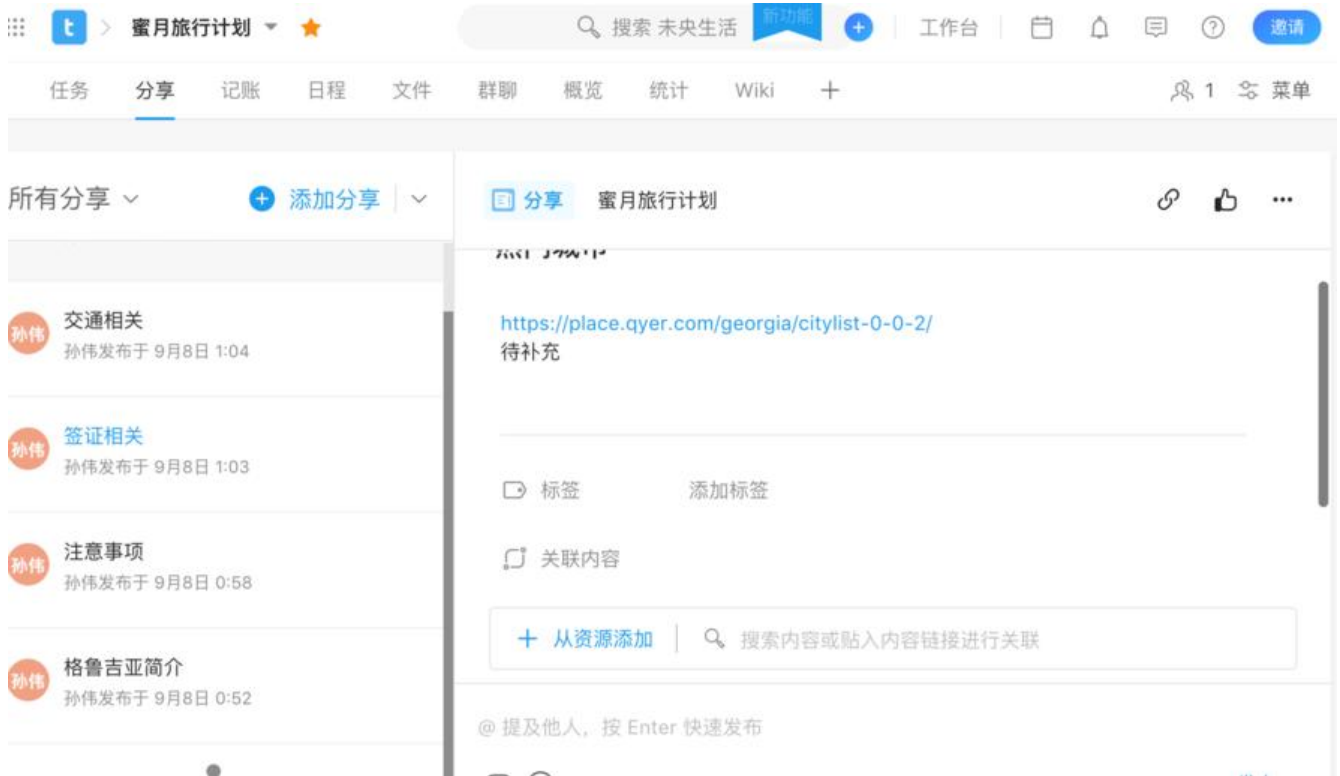 t 蜜月旅行计划
搜索 未央生活
新功能
工作台
邀请
任务 分享 记账 日程 文件 群聊 概览 统计 Wiki
1 菜单
所有分享
添加分享
孙伟
交通相关
孙伟发布于 9月8日 1:04
孙伟
签证相关
孙伟发布于 9月8日 1:03
孙伟
注意事项
孙伟发布于 9月8日 0:58
孙伟
格鲁吉亚简介
孙伟发布于 9月8日 0:52
分享 蜜月旅行计划
热门城市
https://place.qyer.com/georgia/citylist-0-0-2/
待补充
标签 添加标签
关联内容
+ 从资源添加 搜索内容或贴入内容链接进行关联
@ 提及他人，按 Enter 快速发布